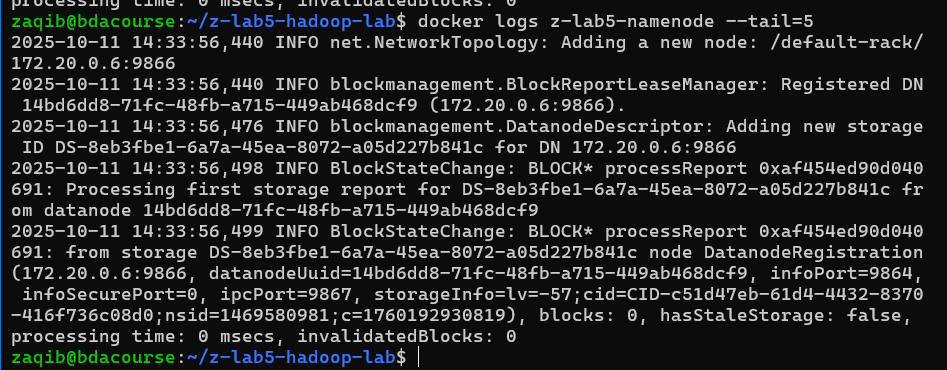 processing time: 0 msecs, invalidatedBlocks: 0
zaqib@bdacourse:~/z-lab5-hadoop-lab$ docker logs z-lab5-namenode --tail=5
2025-10-11 14:33:56,440 INFO net.NetworkTopology: Adding a new node: /default-rack/
172.20.0.6:9866
2025-10-11 14:33:56,440 INFO blockmanagement.BlockReportLeaseManager: Registered DN
 14bd6dd8-71fc-48fb-a715-449ab468dcf9 (172.20.0.6:9866).
2025-10-11 14:33:56,476 INFO blockmanagement.DatanodeDescriptor: Adding new storage
 ID DS-8eb3fbe1-6a7a-45ea-8072-a05d227b841c for DN 172.20.0.6:9866
2025-10-11 14:33:56,498 INFO BlockStateChange: BLOCK* processReport 0xaf454ed90d040
691: Processing first storage report for DS-8eb3fbe1-6a7a-45ea-8072-a05d227b841c fr
om datanode 14bd6dd8-71fc-48fb-a715-449ab468dcf9
2025-10-11 14:33:56,499 INFO BlockStateChange: BLOCK* processReport 0xaf454ed90d040
691: from storage DS-8eb3fbe1-6a7a-45ea-8072-a05d227b841c node DatanodeRegistration
(172.20.0.6:9866, datanodeUuid=14bd6dd8-71fc-48fb-a715-449ab468dcf9, infoPort=9864,
 infoSecurePort=0, ipcPort=9867, storageInfo=lv=-57;cid=CID-c51d47eb-61d4-4432-8370
-416f736c08d0;nsid=1469580981;c=1760192930819), blocks: 0, hasStaleStorage: false,
processing time: 0 msecs, invalidatedBlocks: 0
zaqib@bdacourse:~/z-lab5-hadoop-lab$